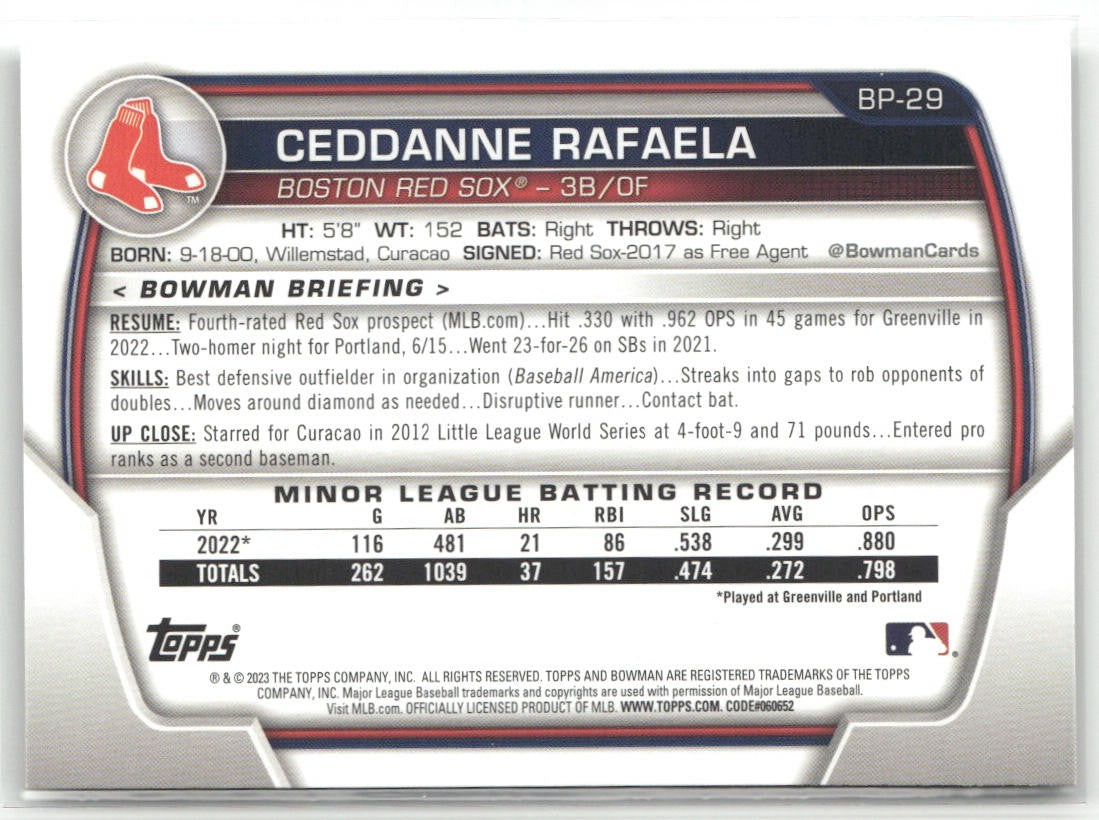 BP-29
CEDDANNE RAFAELA
BOSTON RED SOX® – 3B/OF
TM
HT: 5'8" WT: 152 BATS: Right THROWS: Right
BORN: 9-18-00, Willemstad, Curacao SIGNED: Red Sox-2017 as Free Agent @BowmanCards
< BOWMAN BRIEFING >
RESUME: Fourth-rated Red Sox prospect (MLB.com)...Hit .330 with .962 OPS in 45 games for Greenville in
2022...Two-homer night for Portland, 6/15...Went 23-for-26 on SBs in 2021.
SKILLS: Best defensive outfielder in organization (Baseball America)...Streaks into gaps to rob opponents of
doubles...Moves around diamond as needed...Disruptive runner...Contact bat.
UP CLOSE: Starred for Curacao in 2012 Little League World Series at 4-foot-9 and 71 pounds...Entered pro
ranks as a second baseman.
MINOR LEAGUE BATTING RECORD
YR G AB HR RBI SLG AVG OPS
2022* 116 481 21 86 .538 .299 .880
TOTALS 262 1039 37 157 .474 .272 .798
*Played at Greenville and Portland
Topps®
® & © 2023 THE TOPPS COMPANY, INC. ALL RIGHTS RESERVED. TOPPS AND BOWMAN ARE REGISTERED TRADEMARKS OF THE TOPPS
COMPANY, INC. Major League Baseball trademarks and copyrights are used with permission of Major League Baseball.
Visit MLB.com. OFFICIALLY LICENSED PRODUCT OF MLB. WWW.TOPPS.COM. CODE#060652